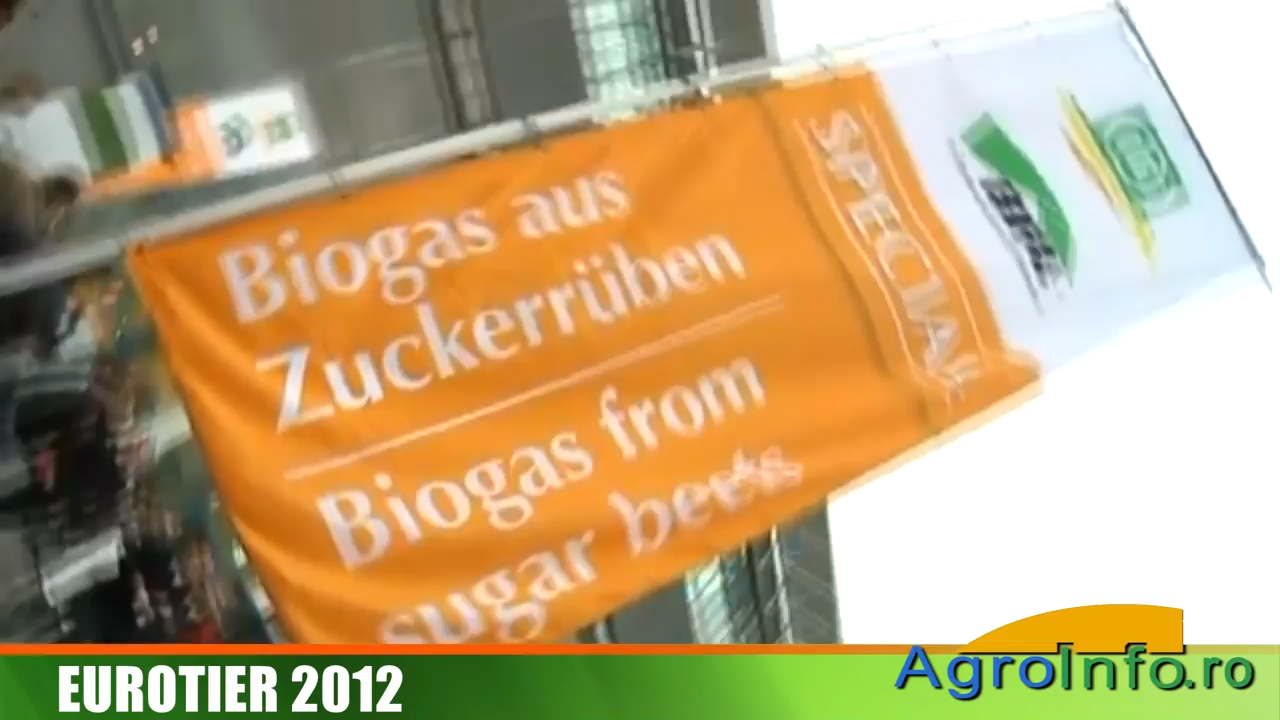 Biogas aus
Zuckerrüben
Biogas from
sugar beets
SPECIAL
EUROTIER 2012
AgroInfo.ro